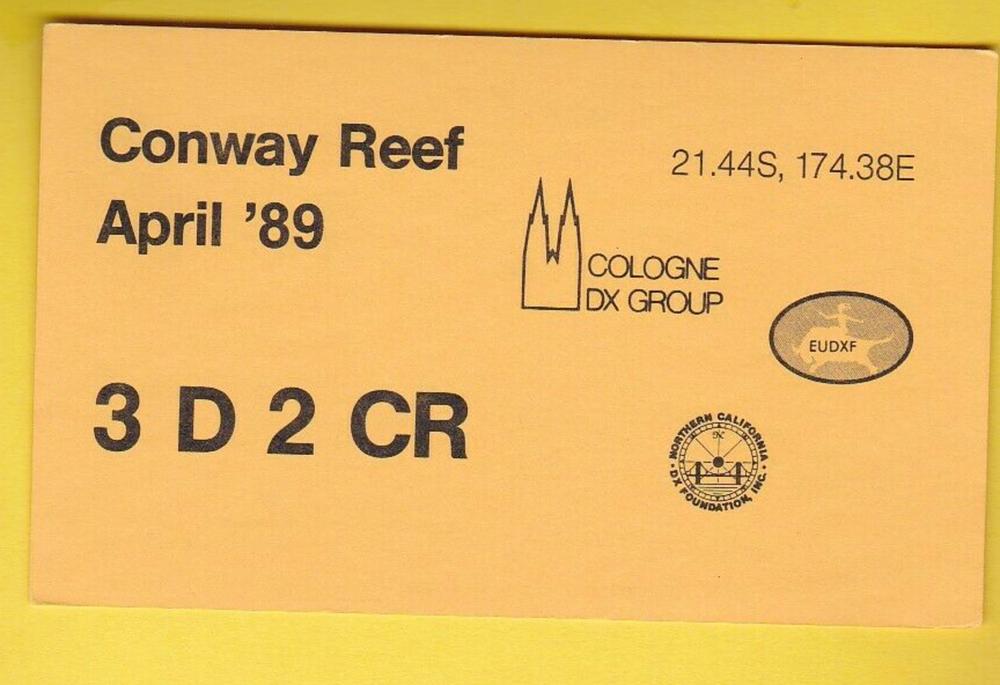 Conway Reef
April '89
21.44S, 174.38E
COLOGNE
DX GROUP
EUDXF
3 D 2 CR
NORTHERN CALIFORNIA
• DX FOUNDATION, INC. •
N